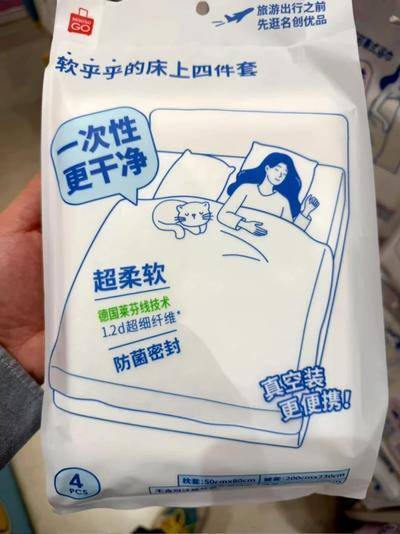 MINISO
GO
旅游出行之前
先逛名创优品
软乎乎的床上四件套
一次性
更干净
超柔软
德国莱芬线技术
1.2d超细纤维*
防菌密封
真空装
更便携!
4
PCS
枕套:50cmx80cm
被套:200cmx230cm